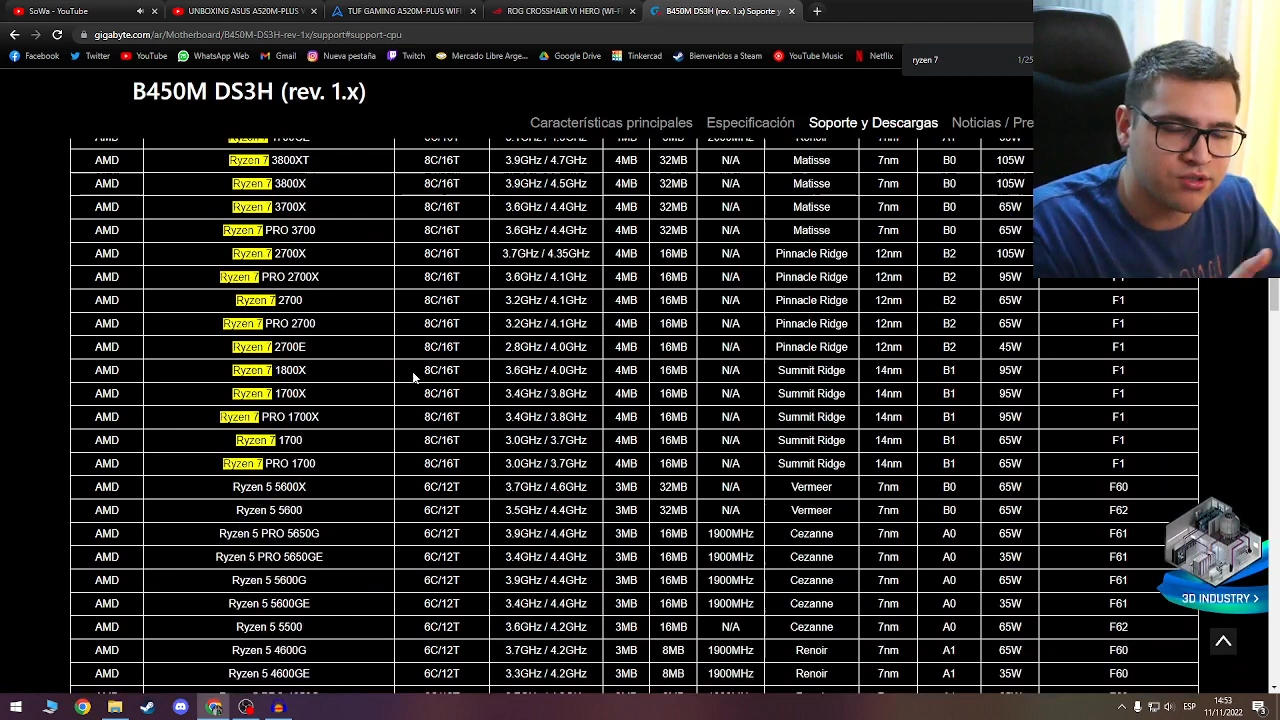 UNBOXING A520M-PLUS \
TUF GAMING A520M-PLUS WIF
ROG CROSSHAIR VI HERO (WI-FI
B450M DS3H (rev. 1.x) Soporte y
gigabyte.com/ar/Motherboard/B450M-DS3H-rev-1x/support#support-cpu
Facebook Twitter YouTube WhatsApp Web Gmail Imagina Nueva pestaña Twitch Mercado Libre Arge... Google Drive Tinkercad Bienvenidos a Steam YouTube Music Netflix
ryzen 7 1/25
B450M DS3H (rev. 1.x)
Características principales Especificación Soporte y Descargas Noticias / Pre
AMD Ryzen 7 3800XT 8C/16T 3.9GHz / 4.7GHz 4MB 32MB N/A Matisse 7nm B0 105W
AMD Ryzen 7 3800X 8C/16T 3.9GHz / 4.5GHz 4MB 32MB N/A Matisse 7nm B0 105W
AMD Ryzen 7 3700X 8C/16T 3.6GHz / 4.4GHz 4MB 32MB N/A Matisse 7nm B0 65W
AMD Ryzen 7 PRO 3700 8C/16T 3.6GHz / 4.4GHz 4MB 32MB N/A Matisse 7nm B0 65W
AMD Ryzen 7 2700X 8C/16T 3.7GHz / 4.35GHz 4MB 16MB N/A Pinnacle Ridge 12nm B2 105W
AMD Ryzen 7 PRO 2700X 8C/16T 3.6GHz / 4.1GHz 4MB 16MB N/A Pinnacle Ridge 12nm B2 95W F1
AMD Ryzen 7 2700 8C/16T 3.2GHz / 4.1GHz 4MB 16MB N/A Pinnacle Ridge 12nm B2 65W F1
AMD Ryzen 7 PRO 2700 8C/16T 3.2GHz / 4.1GHz 4MB 16MB N/A Pinnacle Ridge 12nm B2 65W F1
AMD Ryzen 7 2700E 8C/16T 2.8GHz / 4.0GHz 4MB 16MB N/A Pinnacle Ridge 12nm B2 45W F1
AMD Ryzen 7 1800X 8C/16T 3.6GHz / 4.0GHz 4MB 16MB N/A Summit Ridge 14nm B1 95W F1
AMD Ryzen 7 1700X 8C/16T 3.4GHz / 3.8GHz 4MB 16MB N/A Summit Ridge 14nm B1 95W F1
AMD Ryzen 7 PRO 1700X 8C/16T 3.4GHz / 3.8GHz 4MB 16MB N/A Summit Ridge 14nm B1 95W F1
AMD Ryzen 7 1700 8C/16T 3.0GHz / 3.7GHz 4MB 16MB N/A Summit Ridge 14nm B1 65W F1
AMD Ryzen 7 PRO 1700 8C/16T 3.0GHz / 3.7GHz 4MB 16MB N/A Summit Ridge 14nm B1 65W F1
AMD Ryzen 5 5600X 6C/12T 3.7GHz / 4.6GHz 3MB 32MB N/A Vermeer 7nm B0 65W F60
AMD Ryzen 5 5600 6C/12T 3.5GHz / 4.4GHz 3MB 32MB N/A Vermeer 7nm B0 65W F62
AMD Ryzen 5 PRO 5650G 6C/12T 3.9GHz / 4.4GHz 3MB 16MB 1900MHz Cezanne 7nm A0 65W F61
AMD Ryzen 5 PRO 5650GE 6C/12T 3.4GHz / 4.4GHz 3MB 16MB 1900MHz Cezanne 7nm A0 35W F61
AMD Ryzen 5 5600G 6C/12T 3.9GHz / 4.4GHz 3MB 16MB 1900MHz Cezanne 7nm A0 65W F61
AMD Ryzen 5 5600GE 6C/12T 3.4GHz / 4.4GHz 3MB 16MB 1900MHz Cezanne 7nm A0 35W F61
AMD Ryzen 5 5500 6C/12T 3.6GHz / 4.2GHz 3MB 16MB N/A Cezanne 7nm A0 65W F62
AMD Ryzen 5 4600G 6C/12T 3.7GHz / 4.2GHz 3MB 8MB 1900MHz Renoir 7nm A1 65W F60
AMD Ryzen 5 4600GE 6C/12T 3.3GHz / 4.2GHz 3MB 8MB 1900MHz Renoir 7nm A1 35W F60
3D INDUSTRY >
ESP 14:53 11/9/2022